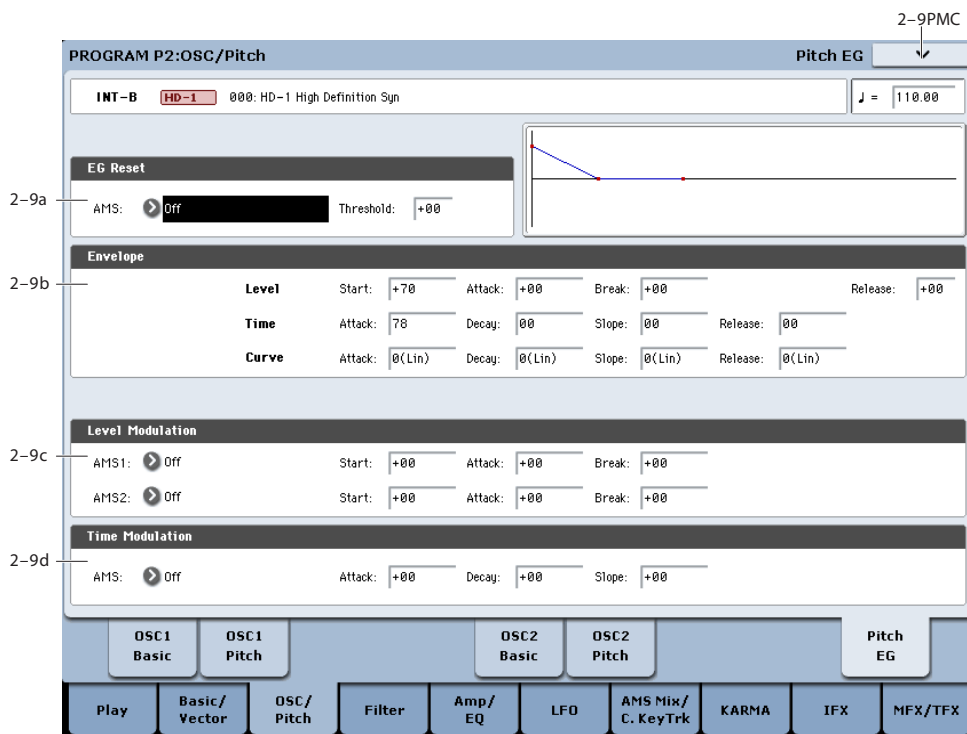 2–9PMC
PROGRAM P2:OSC/Pitch Pitch EG
INT-B HD-1 000: HD-1 High Definition Syn ♩ = 110.00
EG Reset
2–9a AMS: Off Threshold: +00
2–9b Envelope
Level Start: +70 Attack: +00 Break: +00 Release: +00
Time Attack: 78 Decay: 00 Slope: 00 Release: 00
Curve Attack: 0(Lin) Decay: 0(Lin) Slope: 0(Lin) Release: 0(Lin)
Level Modulation
2–9c AMS1: Off Start: +00 Attack: +00 Break: +00
AMS2: Off Start: +00 Attack: +00 Break: +00
Time Modulation
2–9d AMS: Off Attack: +00 Decay: +00 Slope: +00
OSC1 Basic OSC1 Pitch OSC2 Basic OSC2 Pitch Pitch EG
Play Basic/ Vector OSC/ Pitch Filter Amp/ EQ LFO AMS Mix/ C. KeyTrk KARMA IFX MFX/TFX